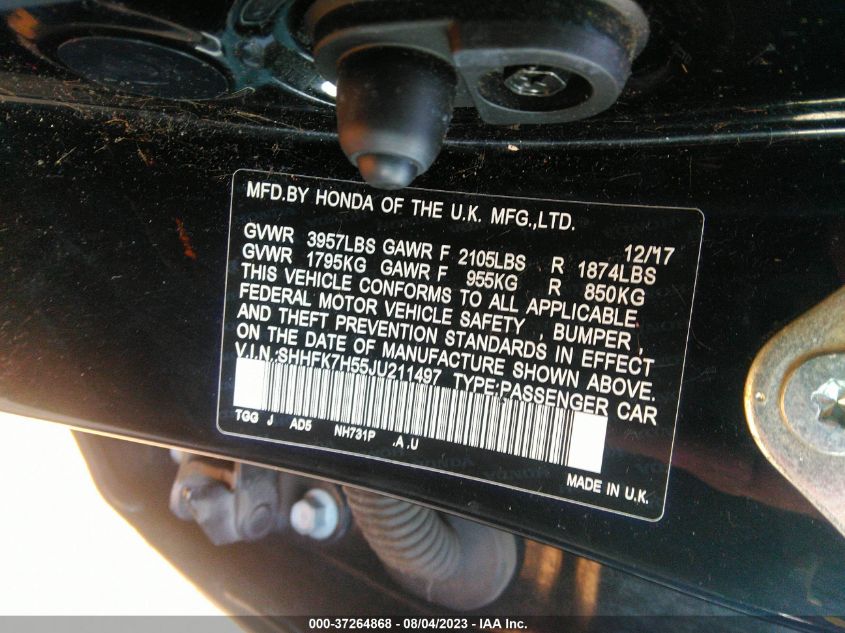 MFD.BY HONDA OF THE U.K. MFG.,LTD.
12/'17
GVWR 3957LBS GAWR F 2105LBS R 1874LBS
GVWR 1795KG GAWR F 955KG R 850KG
THIS VEHICLE CONFORMS TO ALL APPLICABLE
FEDERAL MOTOR VEHICLE SAFETY , BUMPER ,
AND THEFT PREVENTION STANDARDS IN EFFECT
ON THE DATE OF MANUFACTURE SHOWN ABOVE.
V.I.N.:SHHFK7H55JU211497 TYPE:PASSENGER CAR
TGG J AD5 NH731P .A .U
MADE IN U.K.
000-37264868 - 08/04/2023 - IAA Inc.